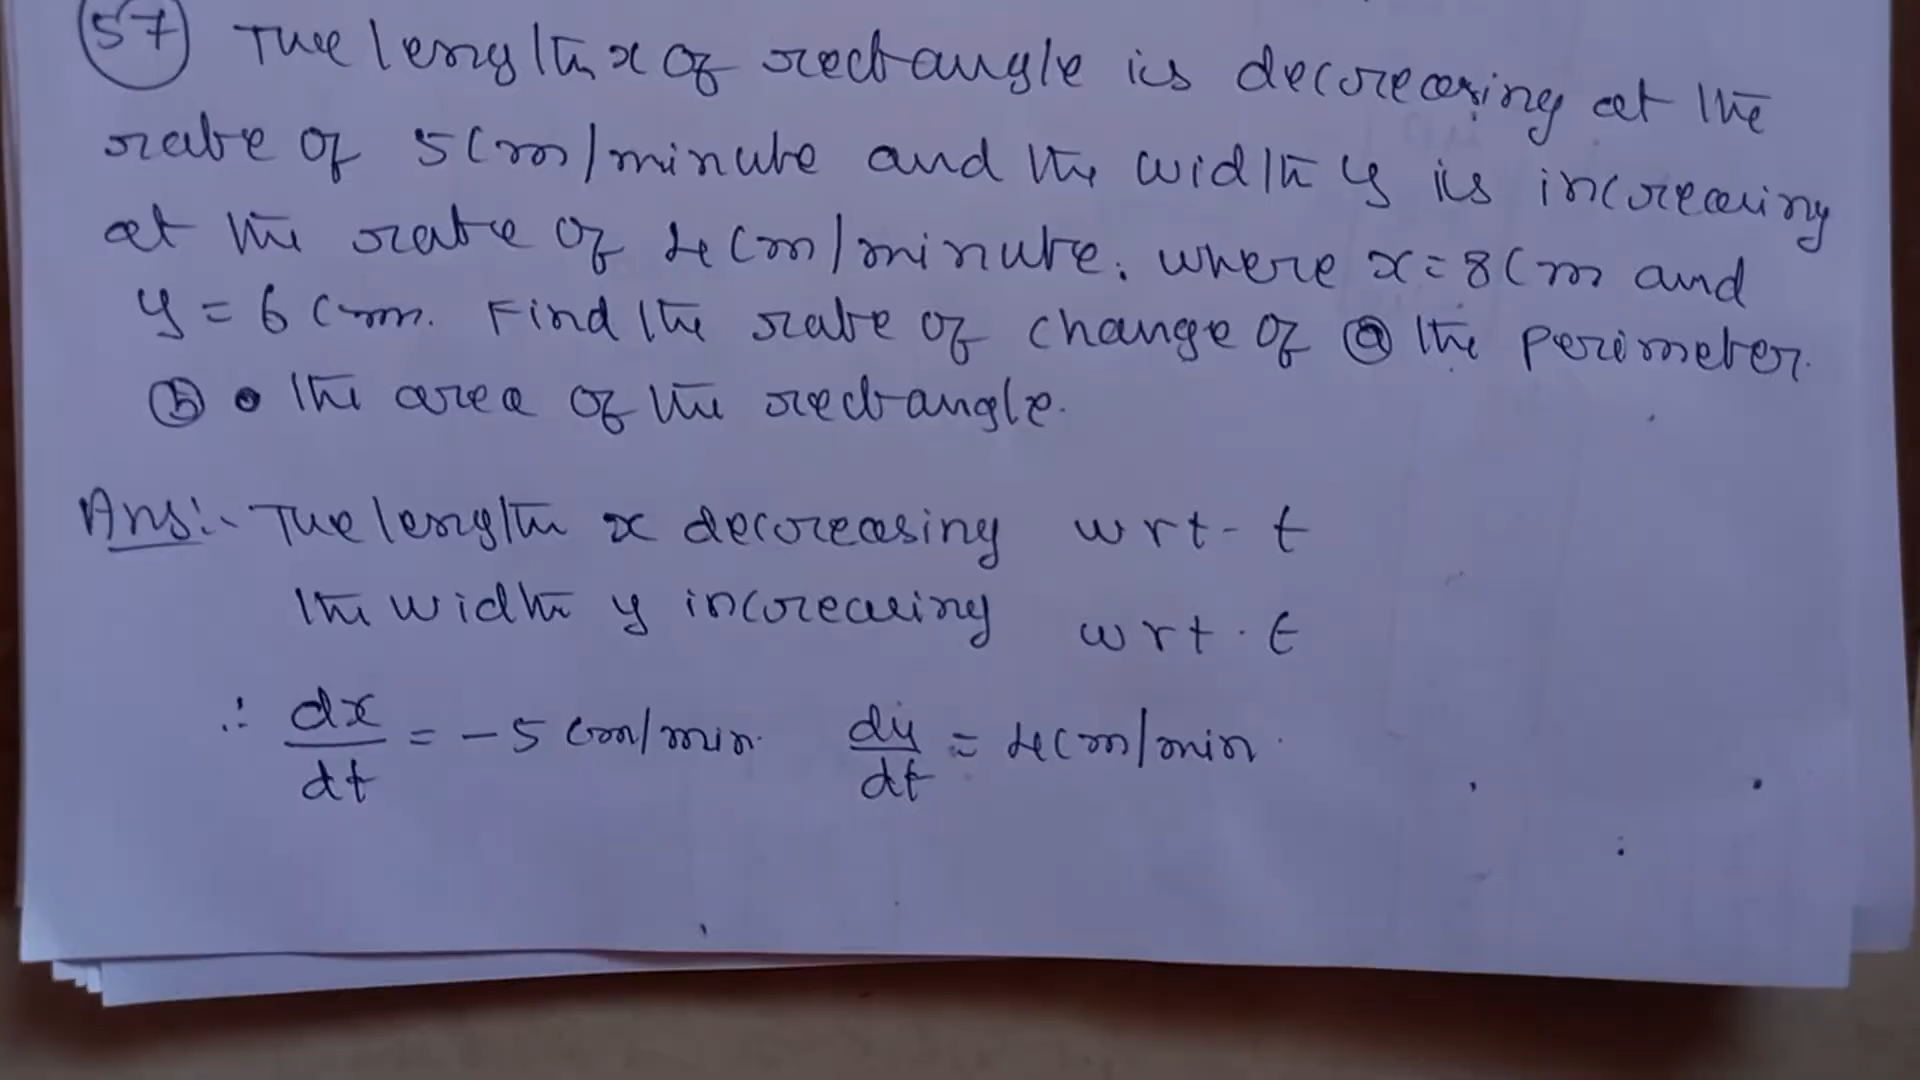 57 The length x of rectangle is decreasing at the
rate of 5cm/minute and the width y is increasing
at the rate of 4cm/minute. where x=8cm and
y = 6cm. Find the rate of change of ⓐ the perimeter.
ⓑ • the area of the rectangle.
Ans:- The length x decreasing wrt - t
the width y increasing wrt . t
∴ dx/dt = -5 cm/min. dy/dt = 4cm/min.